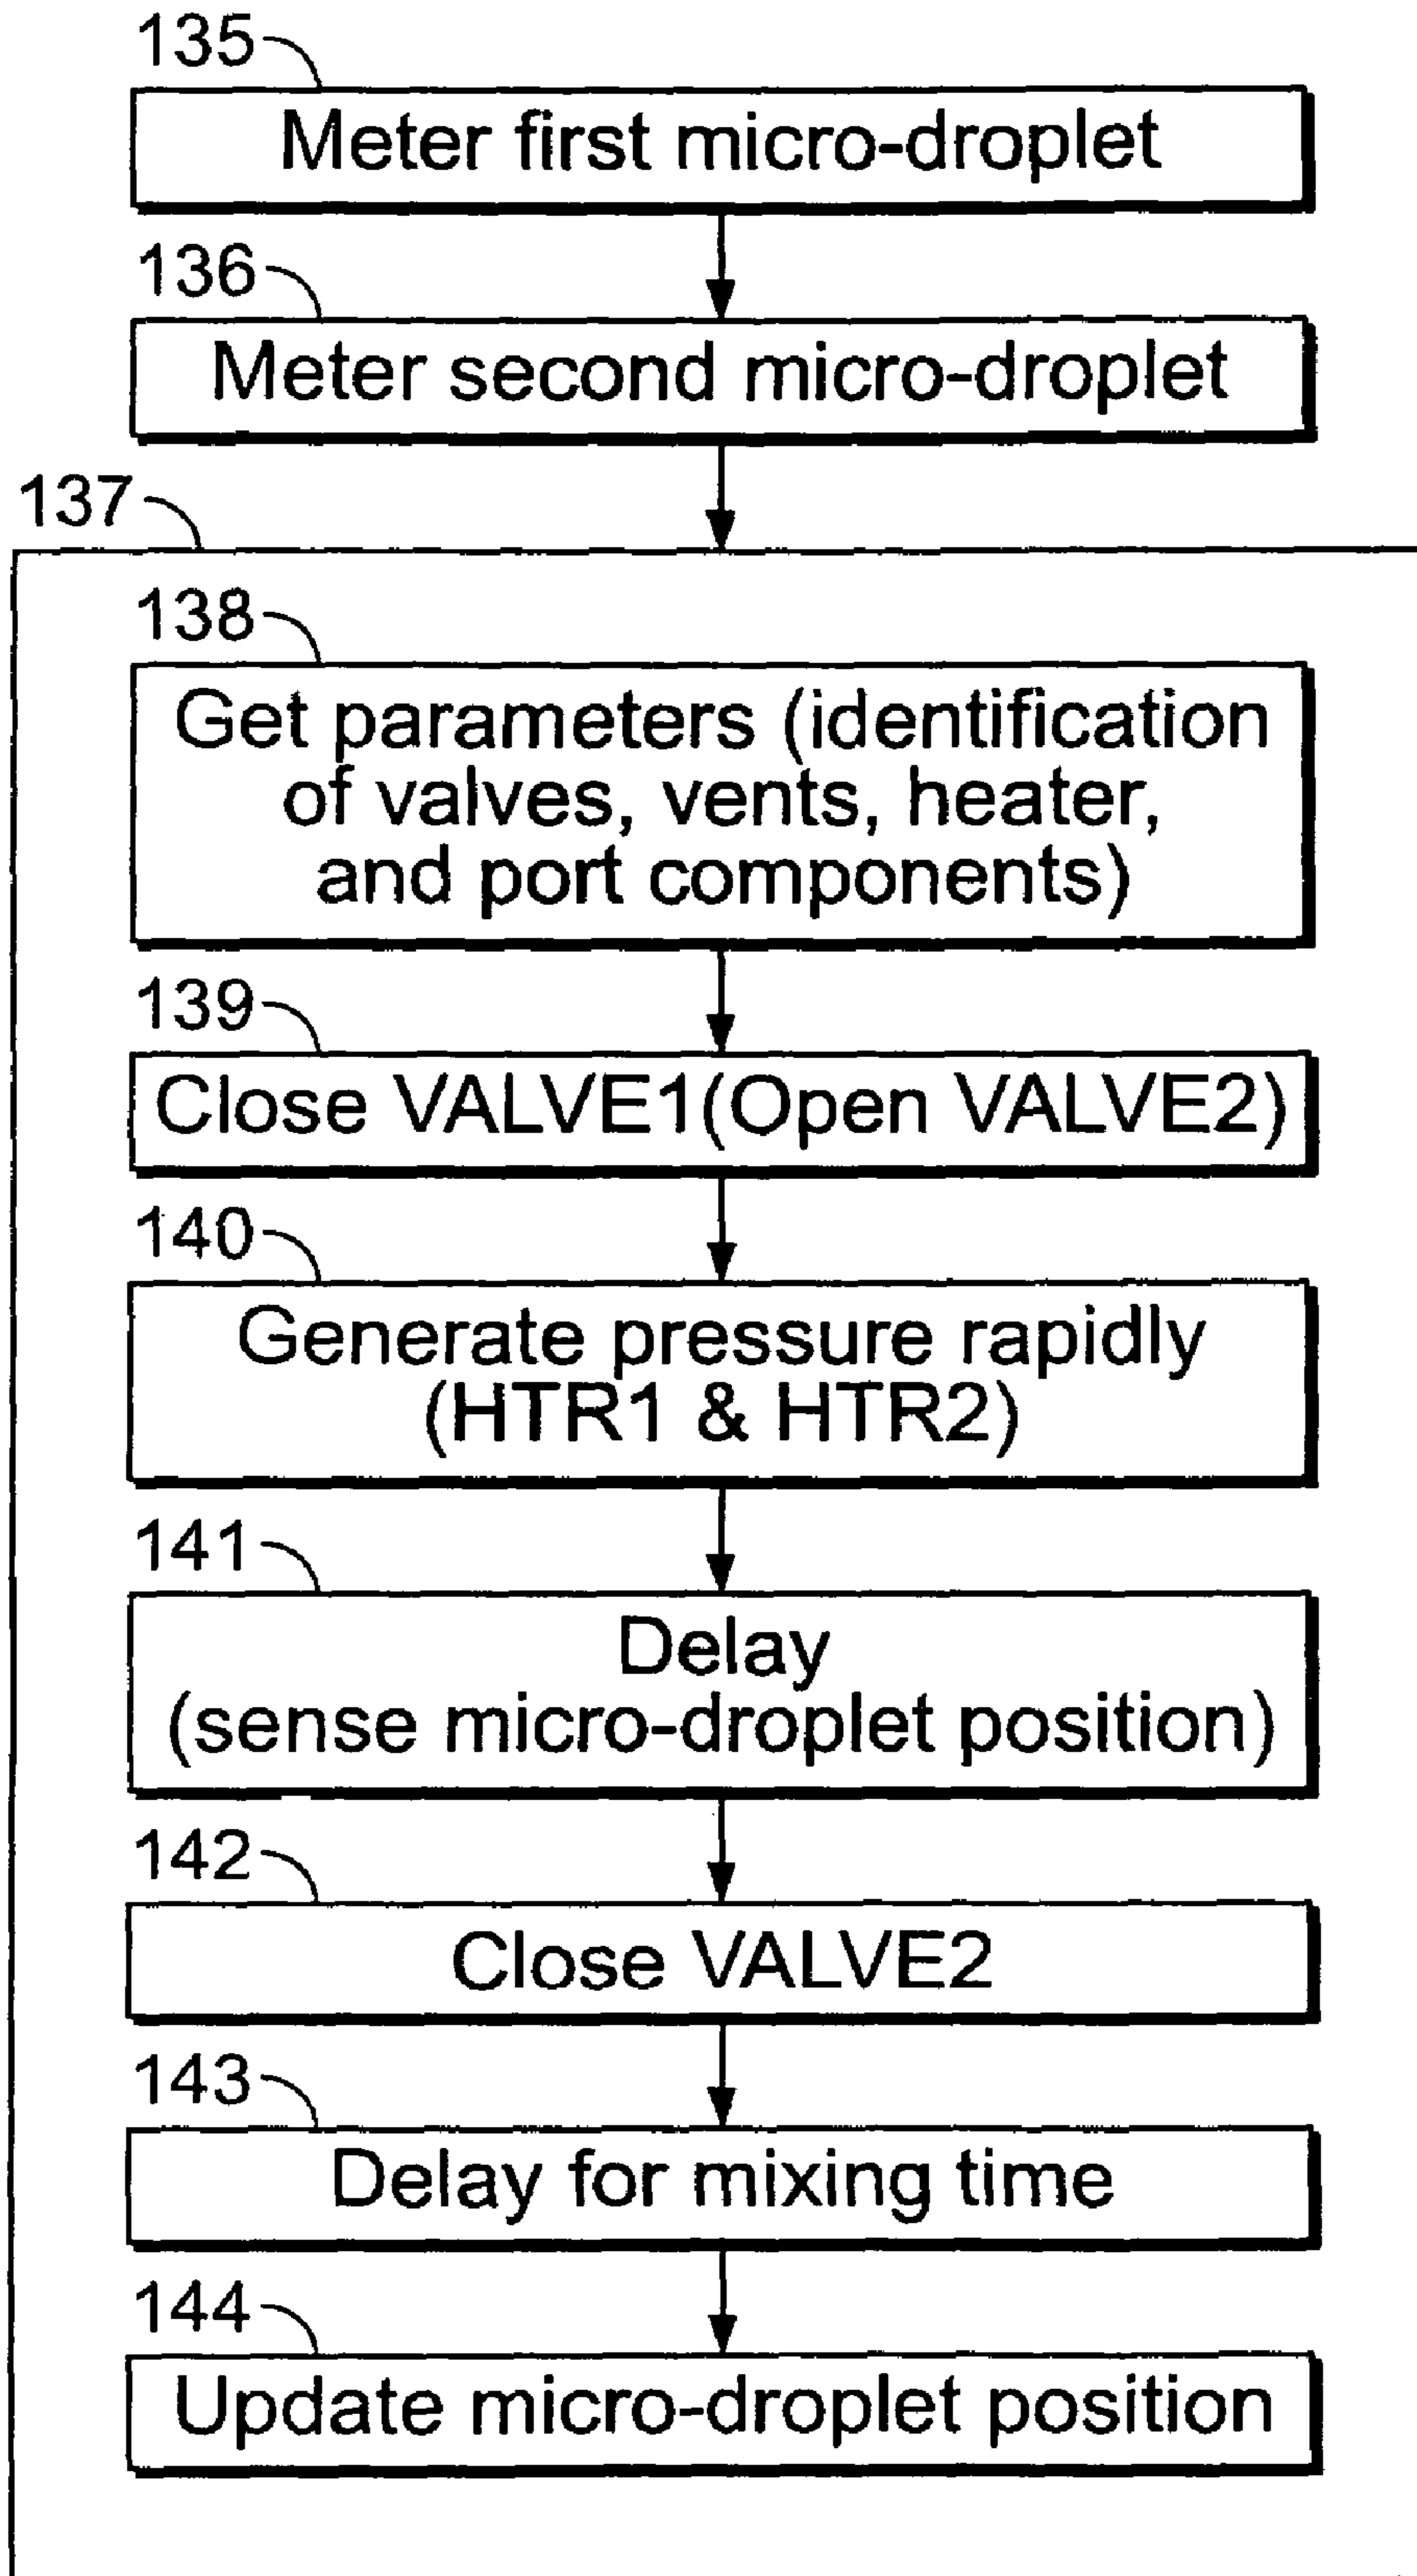 135
Meter first micro-droplet
136
Meter second micro-droplet
137
138
Get parameters (identification
of valves, vents, heater,
and port components)
139
Close VALVE1(Open VALVE2)
140
Generate pressure rapidly
(HTR1 & HTR2)
141
Delay
(sense micro-droplet position)
142
Close VALVE2
143
Delay for mixing time
144
Update micro-droplet position